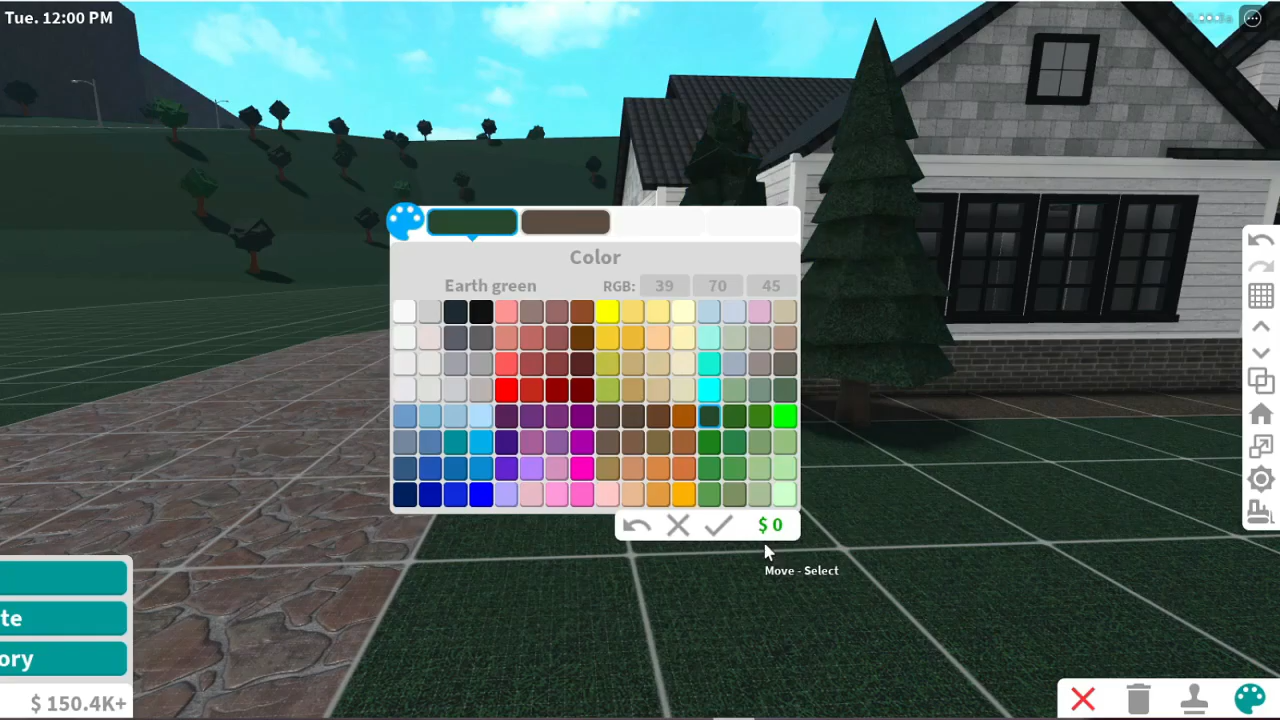 Tue. 12:00 PM
Color
Earth green RGB: 39 70 45
$ 0
Move - Select
te
ory
$ 150.4K+